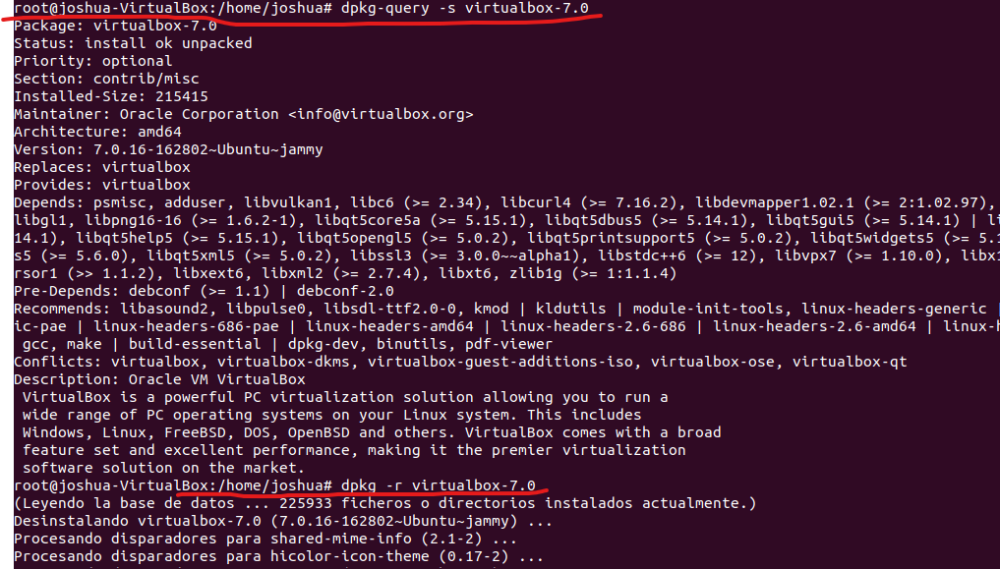 root@joshua-VirtualBox:/home/joshua# dpkg-query -s virtualbox-7.0
Package: virtualbox-7.0
Status: install ok unpacked
Priority: optional
Section: contrib/misc
Installed-Size: 215415
Maintainer: Oracle Corporation <info@virtualbox.org>
Architecture: amd64
Version: 7.0.16-162802~Ubuntu~jammy
Replaces: virtualbox
Provides: virtualbox
Depends: psmisc, adduser, libvulkan1, libc6 (>= 2.34), libcurl4 (>= 7.16.2), libdevmapper1.02.1 (>= 2:1.02.97),
libgl1, libpng16-16 (>= 1.6.2-1), libqt5core5a (>= 5.15.1), libqt5dbus5 (>= 5.14.1), libqt5gui5 (>= 5.14.1) | li
14.1), libqt5help5 (>= 5.15.1), libqt5opengl5 (>= 5.0.2), libqt5printsupport5 (>= 5.0.2), libqt5widgets5 (>= 5.1
s5 (>= 5.6.0), libqt5xml5 (>= 5.0.2), libssl3 (>= 3.0.0~~alpha1), libstdc++6 (>= 12), libvpx7 (>= 1.10.0), libx1
rsor1 (>> 1.1.2), libxext6, libxml2 (>= 2.7.4), libxt6, zlib1g (>= 1:1.1.4)
Pre-Depends: debconf (>= 1.1) | debconf-2.0
Recommends: libasound2, libpulse0, libsdl-ttf2.0-0, kmod | kldutils | module-init-tools, linux-headers-generic |
ic-pae | linux-headers-686-pae | linux-headers-amd64 | linux-headers-2.6-686 | linux-headers-2.6-amd64 | linux-h
gcc, make | build-essential | dpkg-dev, binutils, pdf-viewer
Conflicts: virtualbox, virtualbox-dkms, virtualbox-guest-additions-iso, virtualbox-ose, virtualbox-qt
Description: Oracle VM VirtualBox
VirtualBox is a powerful PC virtualization solution allowing you to run a
wide range of PC operating systems on your Linux system. This includes
Windows, Linux, FreeBSD, DOS, OpenBSD and others. VirtualBox comes with a broad
feature set and excellent performance, making it the premier virtualization
software solution on the market.
root@joshua-VirtualBox:/home/joshua# dpkg -r virtualbox-7.0
(Leyendo la base de datos ... 225933 ficheros o directorios instalados actualmente.)
Desinstalando virtualbox-7.0 (7.0.16-162802~Ubuntu~jammy) ...
Procesando disparadores para shared-mime-info (2.1-2) ...
Procesando disparadores para hicolor-icon-theme (0.17-2) ...